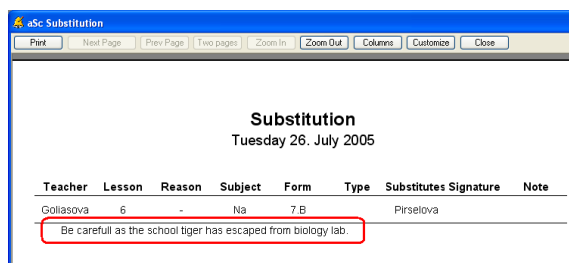 aSc Substitution
Print Next Page Prev Page Two pages Zoom In Zoom Out Columns Customize Close
Substitution
Tuesday 26. July 2005
Teacher Lesson Reason Subject Form Type Substitutes Signature Note
Goliasova 6 - Na 7.B Pirselova
Be carefull as the school tiger has escaped from biology lab.